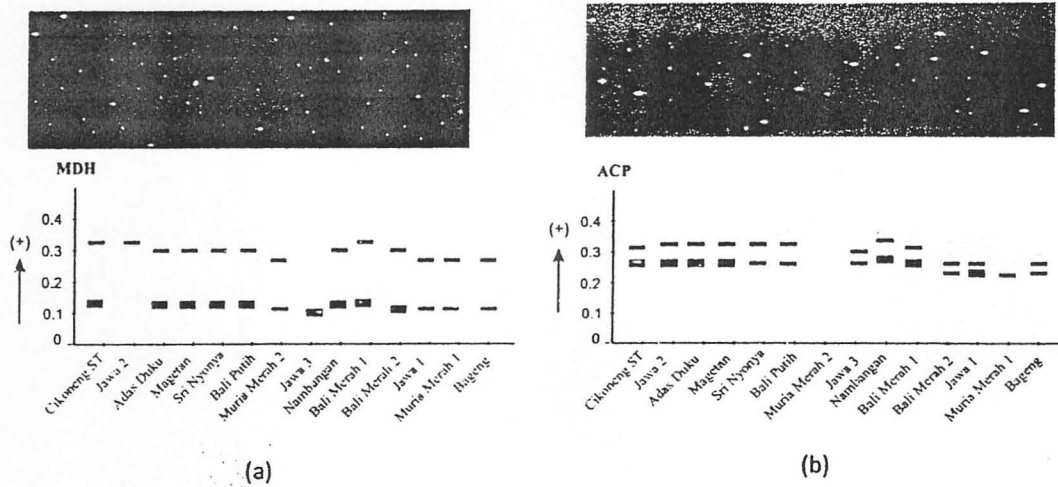 MDH
(+)
0.4
0.3
0.2
0.1
0
Cikoneng ST
Jawa 2
Adas Duku
Magetan
Sri Nyonya
Bali Putih
Muria Merah 2
Jawa 3
Nambangan
Bali Merah 1
Bali Merah 2
Jawa 1
Muria Merah 1
Bageng
(a)
ACP
(+)
0.4
0.3
0.2
0.1
0
Cikoneng ST
Jawa 2
Adas Duku
Magetan
Sri Nyonya
Bali Putih
Muria Merah 2
Jawa 3
Nambangan
Bali Merah 1
Bali Merah 2
Jawa 1
Muria Merah 1
Bageng
(b)